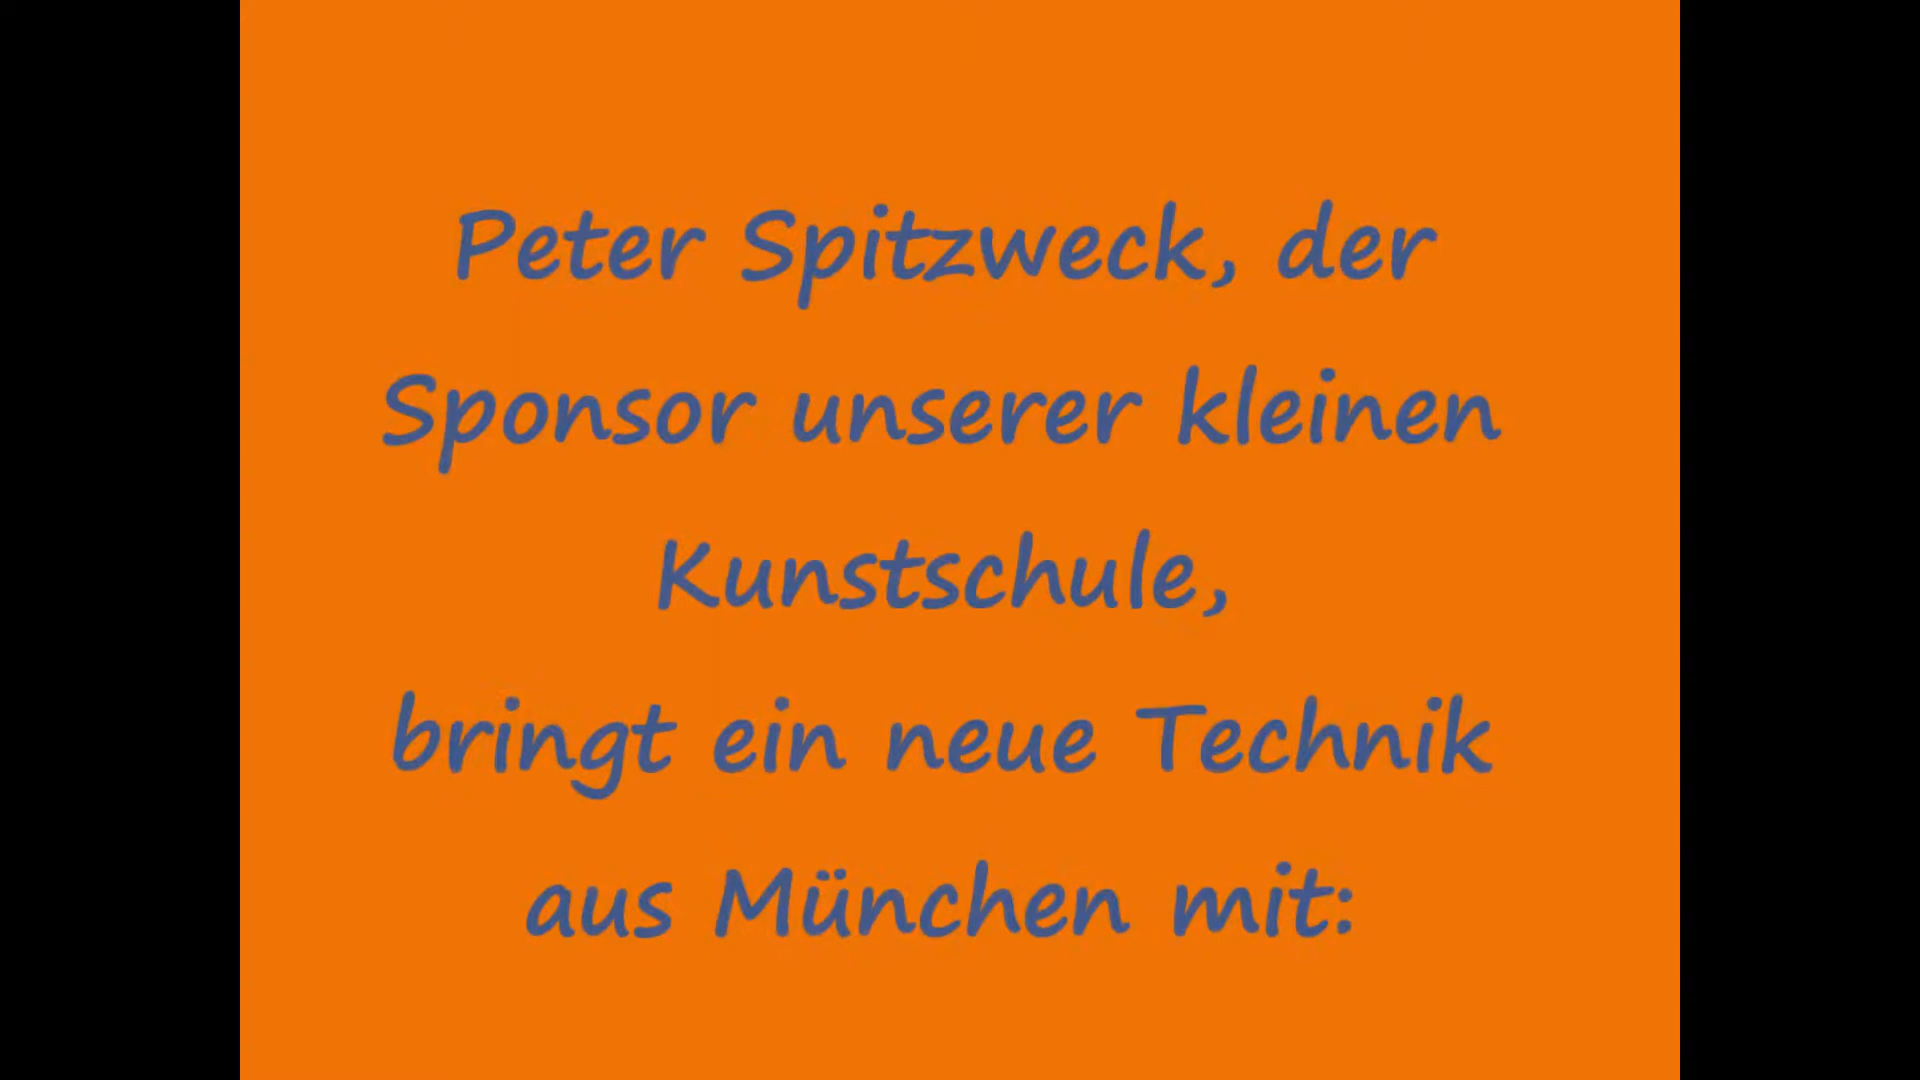 Peter Spitzweck, der
Sponsor unserer kleinen
Kunstschule,
bringt ein neue Technik
aus München mit: